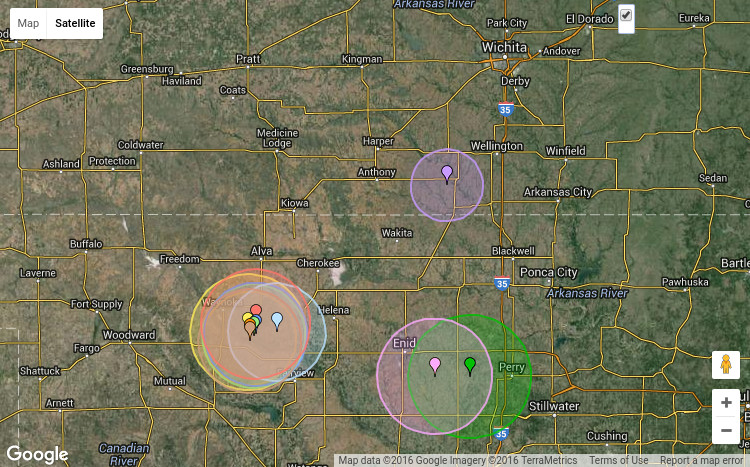 Map Satellite
Arkansas River
Park City
El Dorado
Eureka
Wichita
Andover
Greensburg
Haviland
Pratt
Kingman
Coats
Derby
35
Medicine
Lodge
Harper
Wellington
Winfield
Coldwater
Ashland
Protection
Anthony
Sedan
Kiowa
Arkansas City
Wakita
Buffalo
Alva
Freedom
Cherokee
Blackwell
Laverne
Ponca City
Bartle
35
Pawhuska
Arkansas River
Fort Supply
Helena
Woodward
Fargo
Enid
Shattuck
Mutual
Perry
Arnett
Stillwater
35
Cushing
Canadian
River
Google
Map data ©2016 Google Imagery ©2016 TerraMetrics Terms of Use Report a map error